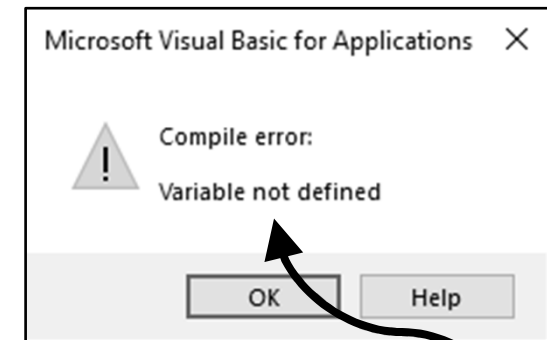 Microsoft Visual Basic for Applications
Compile error:
Variable not defined
OK
Help